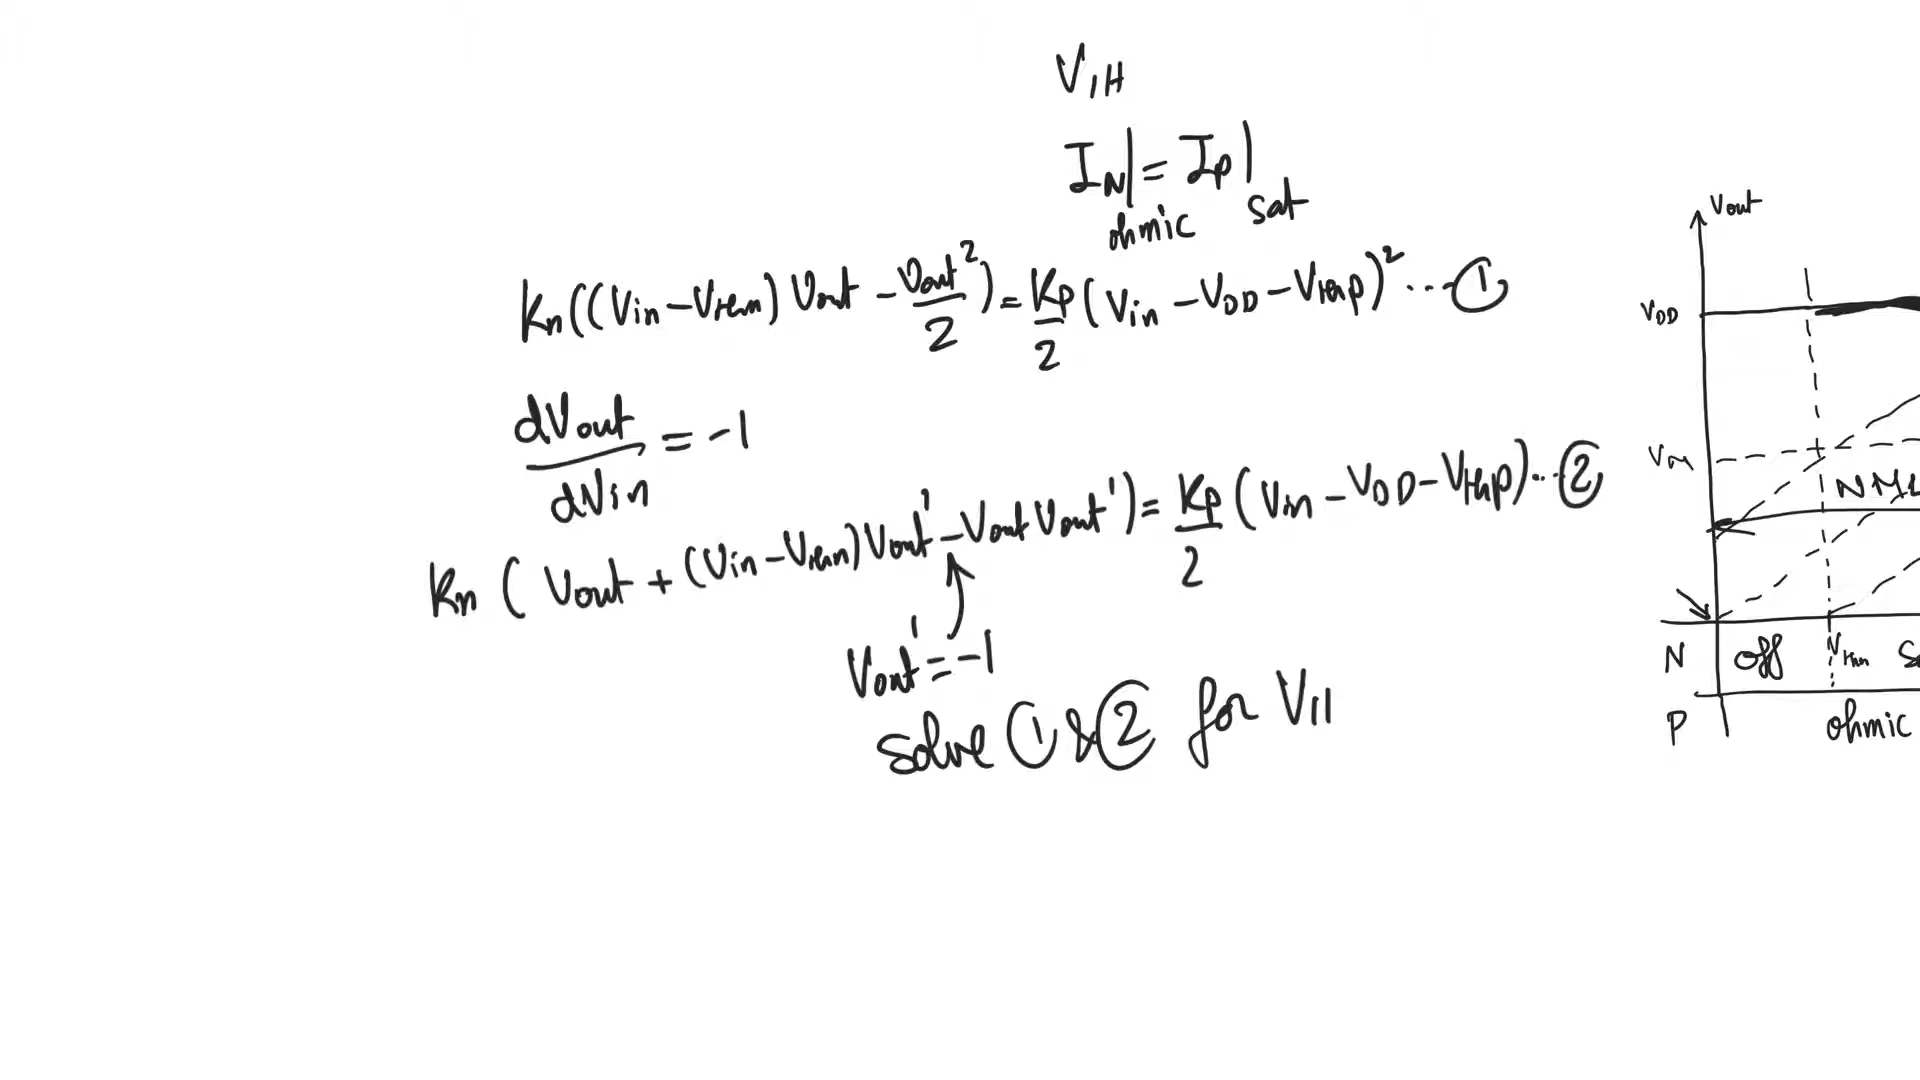 V_IH
I_N|ohmic = I_P|sat
Kn((Vin-Vthn) Vout - Vout²/2) = Kp/2 (Vin - VDD - Vthp)² ... ①
dVout/dVin = -1
Kn (Vout + (Vin-Vthn)Vout' - Vout Vout') = Kp/2 (Vin - VDD - Vthp) ... ②
Vout' = -1
solve ① & ② for VI
Vout
VDD
NML
N off Vthn
P ohmic